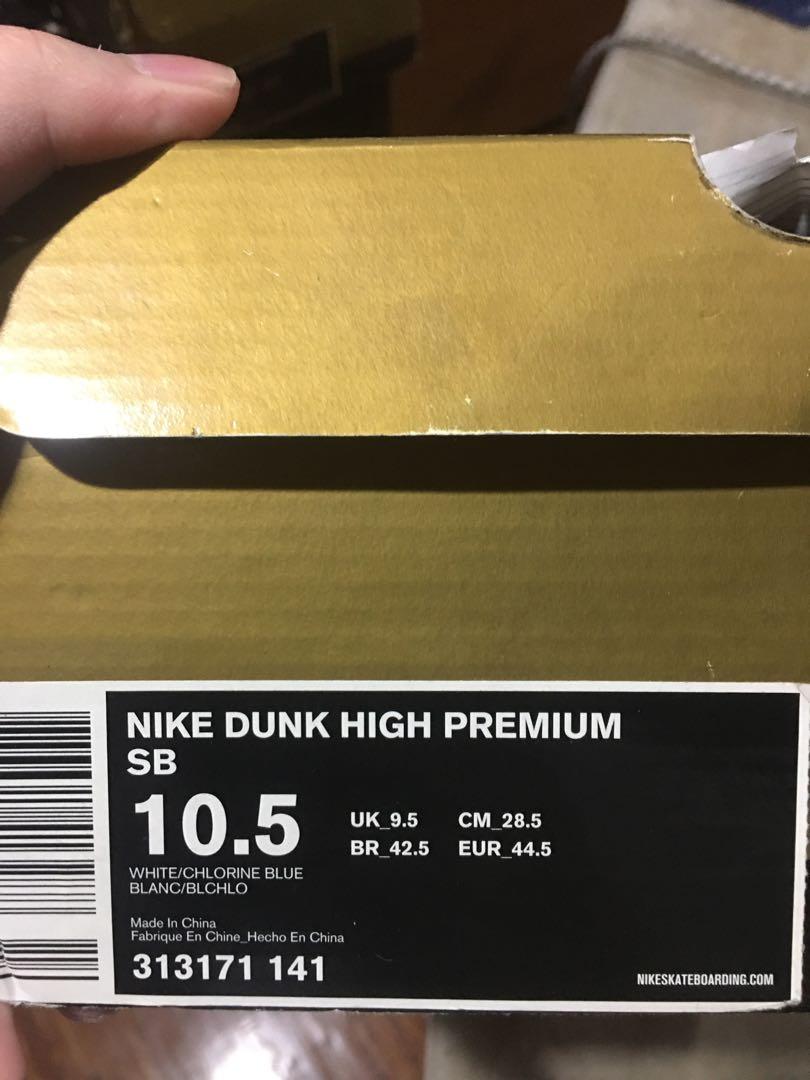 NIKE DUNK HIGH PREMIUM
SB
10.5
UK_9.5 CM_28.5
BR_42.5 EUR_44.5
WHITE/CHLORINE BLUE
BLANC/BLCHLO
Made In China
Fabrique En Chine_Hecho En China
313171 141
NIKESKATEBOARDING.COM